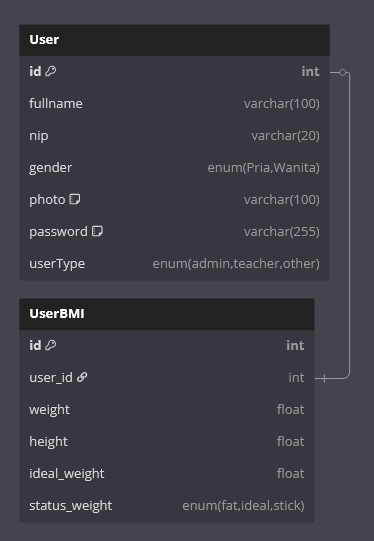 User
id int
fullname varchar(100)
nip varchar(20)
gender enum(Pria,Wanita)
photo varchar(100)
password varchar(255)
userType enum(admin,teacher,other)
UserBMI
id int
user_id int
weight float
height float
ideal_weight float
status_weight enum(fat,ideal,stick)